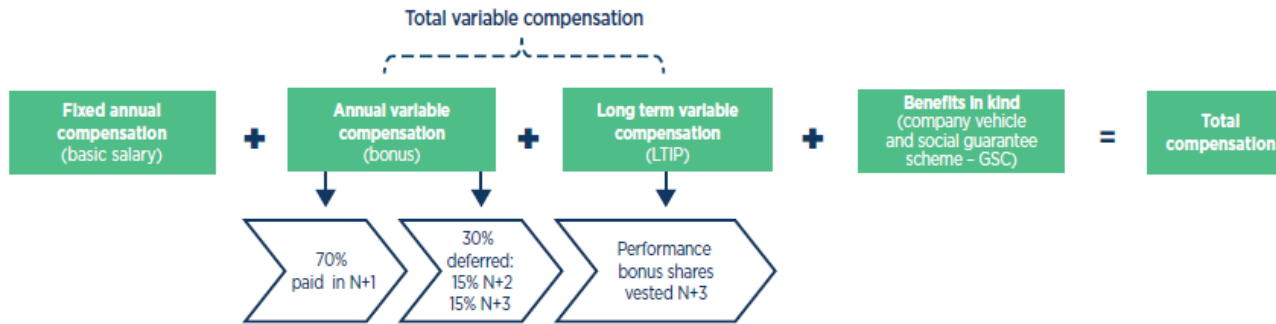 Total variable compensation
Fixed annual
compensation
(basic salary)
+
Annual variable
compensation
(bonus)
+
Long term variable
compensation
(LTIP)
+
Benefits in kind
(company vehicle
and social guarantee
scheme – GSC)
=
Total
compensation
70%
paid in N+1
30%
deferred:
15% N+2
15% N+3
Performance
bonus shares
vested N+3